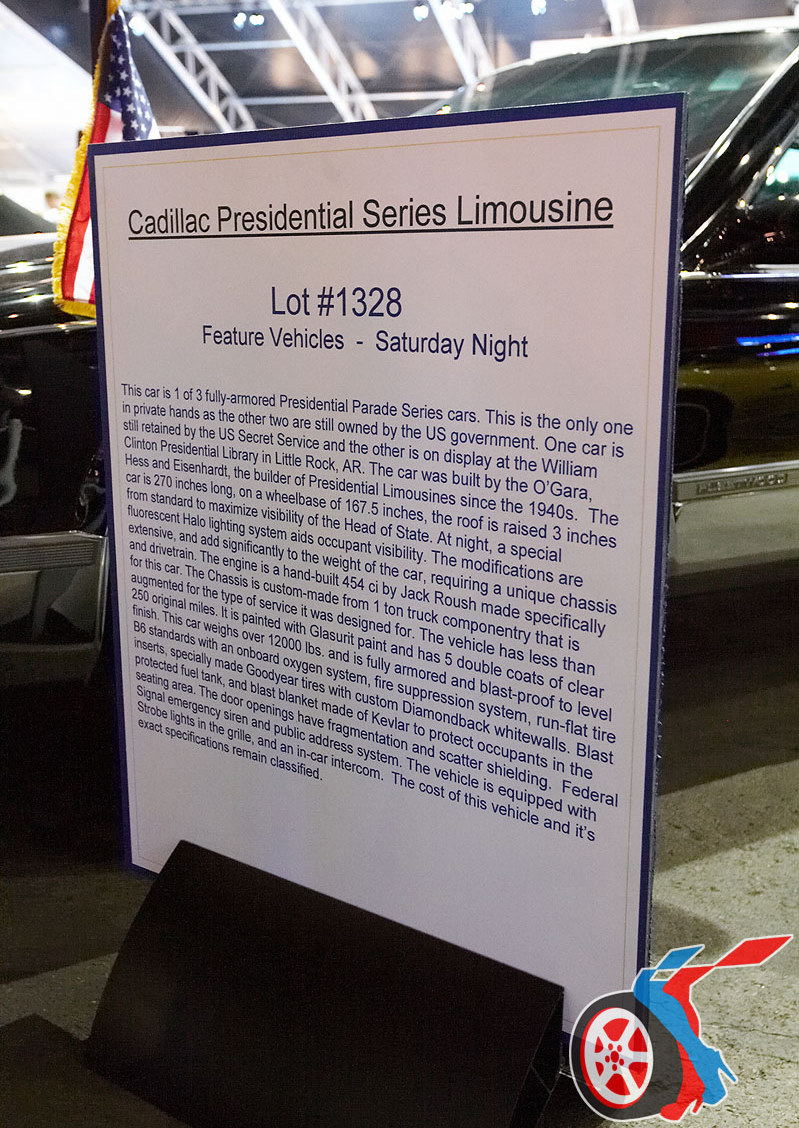 Cadillac Presidential Series Limousine
Lot #1328
Feature Vehicles - Saturday Night
This car is 1 of 3 fully-armored Presidential Parade Series cars. This is the only one
in private hands as the other two are still owned by the US government. One car is
still retained by the US Secret Service and the other is on display at the William
Clinton Presidential Library in Little Rock, AR. The car was built by the O'Gara,
Hess and Eisenhardt, the builder of Presidential Limousines since the 1940s. The
car is 270 inches long, on a wheelbase of 167.5 inches, the roof is raised 3 inches
from standard to maximize visibility of the Head of State. At night, a special
fluorescent Halo lighting system aids occupant visibility. The modifications are
extensive, and add significantly to the weight of the car, requiring a unique chassis
and drivetrain. The engine is a hand-built 454 ci by Jack Roush made specifically
for this car. The Chassis is custom-made from 1 ton truck componentry that is
augmented for the type of service it was designed for. The vehicle has less than
250 original miles. It is painted with Glasurit paint and has 5 double coats of clear
finish. This car weighs over 12000 lbs. and is fully armored and blast-proof to level
B6 standards with an onboard oxygen system, fire suppression system, run-flat tire
inserts, specially made Goodyear tires with custom Diamondback whitewalls. Blast
protected fuel tank, and blast blanket made of Kevlar to protect occupants in the
seating area. The door openings have fragmentation and scatter shielding. Federal
Signal emergency siren and public address system. The vehicle is equipped with
Strobe lights in the grille, and an in-car intercom. The cost of this vehicle and it's
exact specifications remain classified.